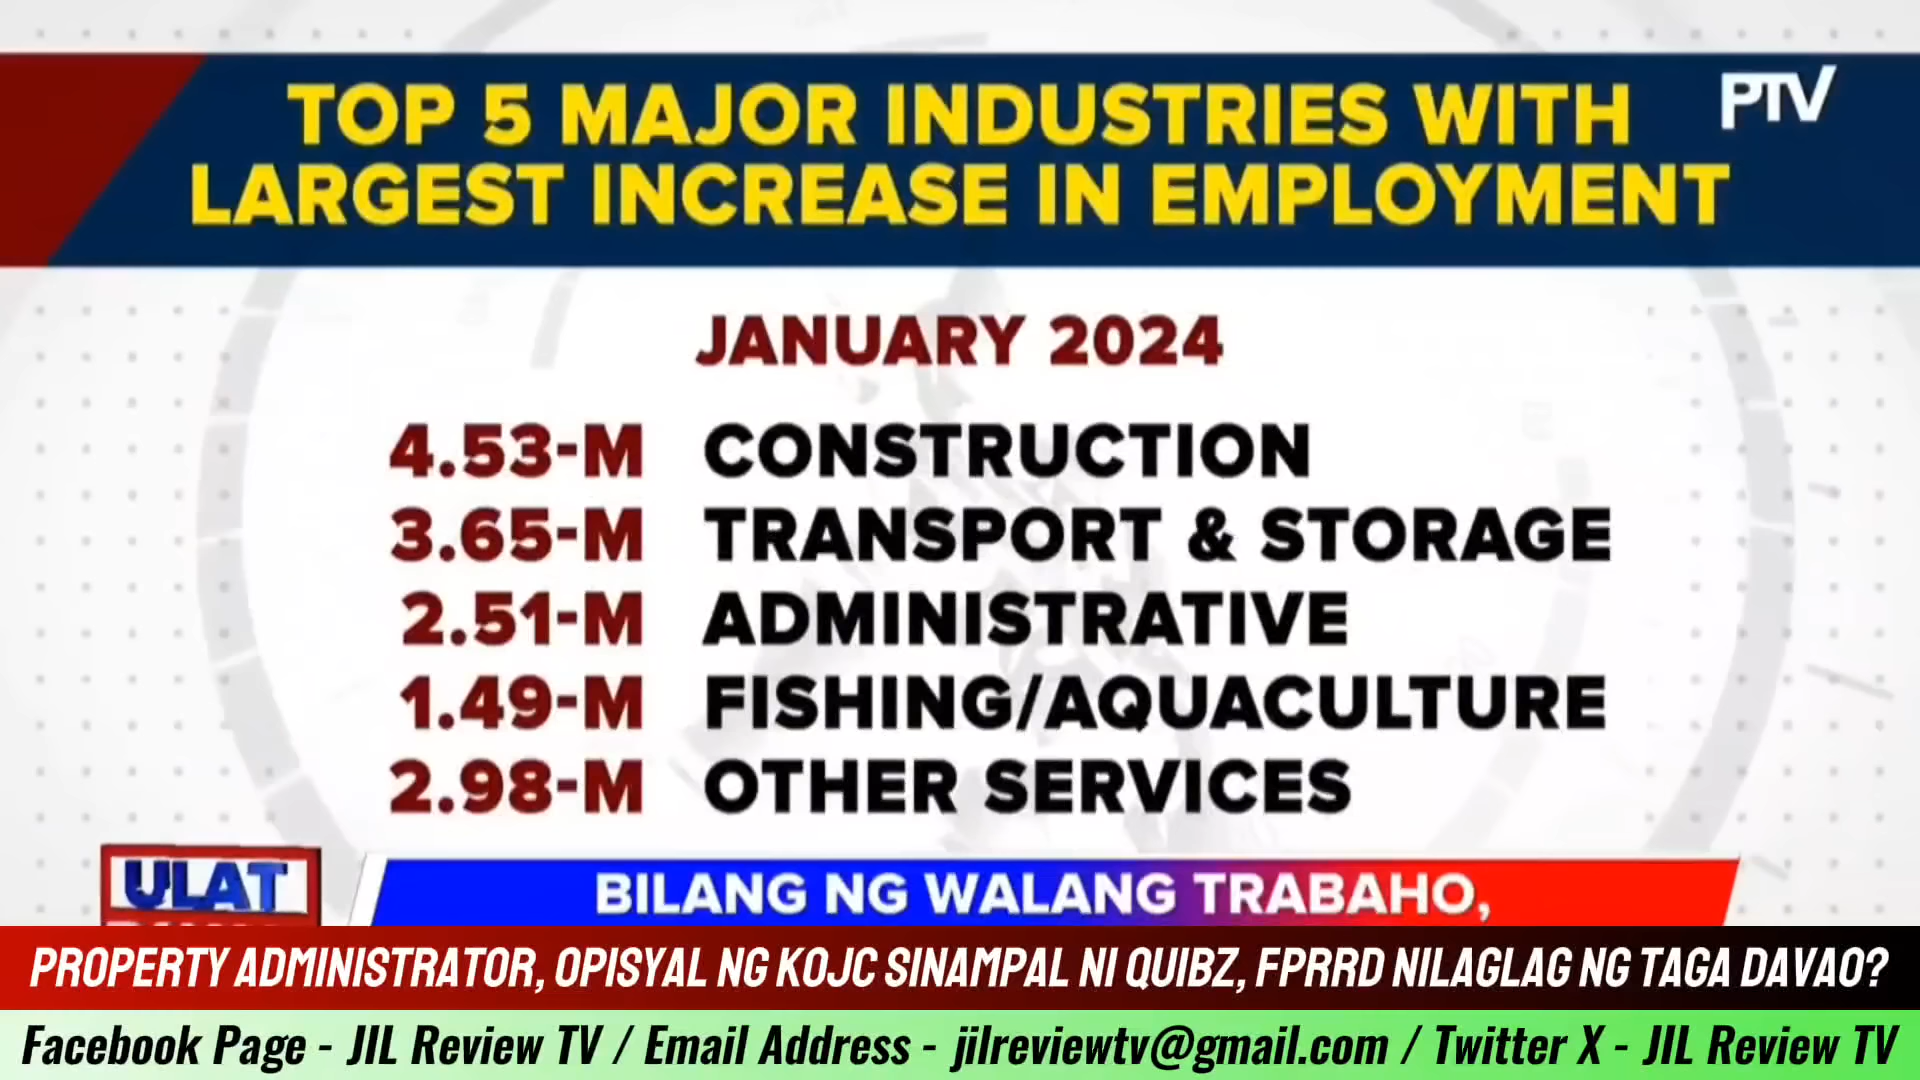 TOP 5 MAJOR INDUSTRIES WITH
LARGEST INCREASE IN EMPLOYMENT
PTV
JANUARY 2024
4.53-M CONSTRUCTION
3.65-M TRANSPORT & STORAGE
2.51-M ADMINISTRATIVE
1.49-M FISHING/AQUACULTURE
2.98-M OTHER SERVICES
ULAT
BILANG NG WALANG TRABAHO,
PROPERTY ADMINISTRATOR, OPISYAL NG KOJC SINAMPAL NI QUIBZ, FPRRD NILAGLAG NG TAGA DAVAO?
Facebook Page - JIL Review TV / Email Address - jilreviewtv@gmail.com / Twitter X - JIL Review TV